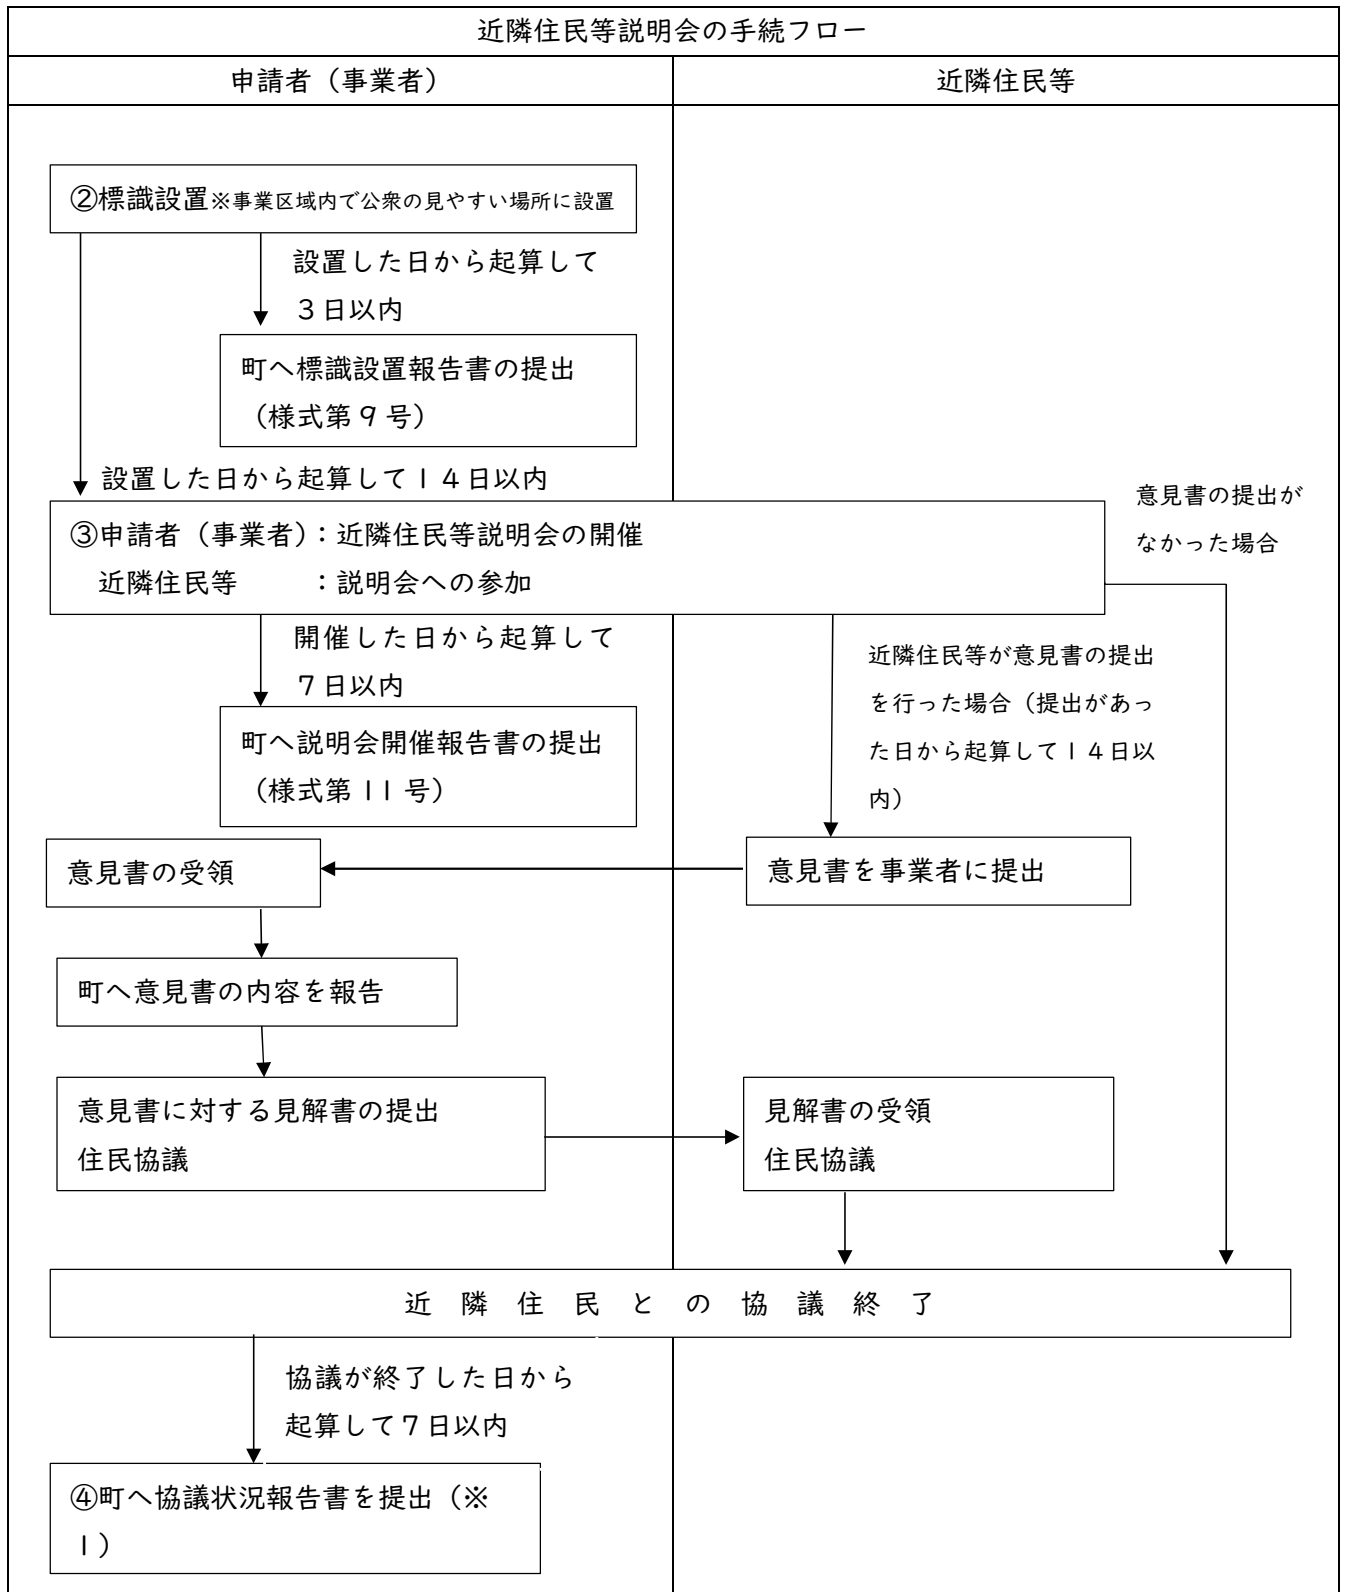 近隣住民等説明会の手続フロー
申請者（事業者）
近隣住民等
②標識設置※事業区域内で公衆の見やすい場所に設置
設置した日から起算して
３日以内
町へ標識設置報告書の提出
（様式第９号）
設置した日から起算して１４日以内
③申請者（事業者）：近隣住民等説明会の開催
近隣住民等　　　：説明会への参加
意見書の提出が
なかった場合
開催した日から起算して
７日以内
町へ説明会開催報告書の提出
（様式第１１号）
近隣住民等が意見書の提出
を行った場合（提出があっ
た日から起算して１４日以
内）
意見書の受領
意見書を事業者に提出
町へ意見書の内容を報告
意見書に対する見解書の提出
住民協議
見解書の受領
住民協議
近　隣　住　民　と　の　協　議　終　了
協議が終了した日から
起算して７日以内
④町へ協議状況報告書を提出（※
１）